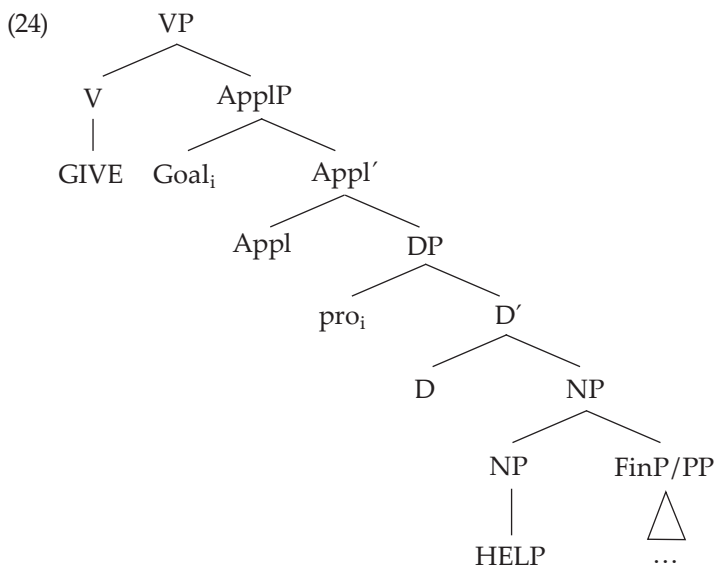 (24) VP
V ApplP
GIVE Goalᵢ Appl′
Appl DP
proᵢ D′
D NP
NP FinP/PP
HELP …